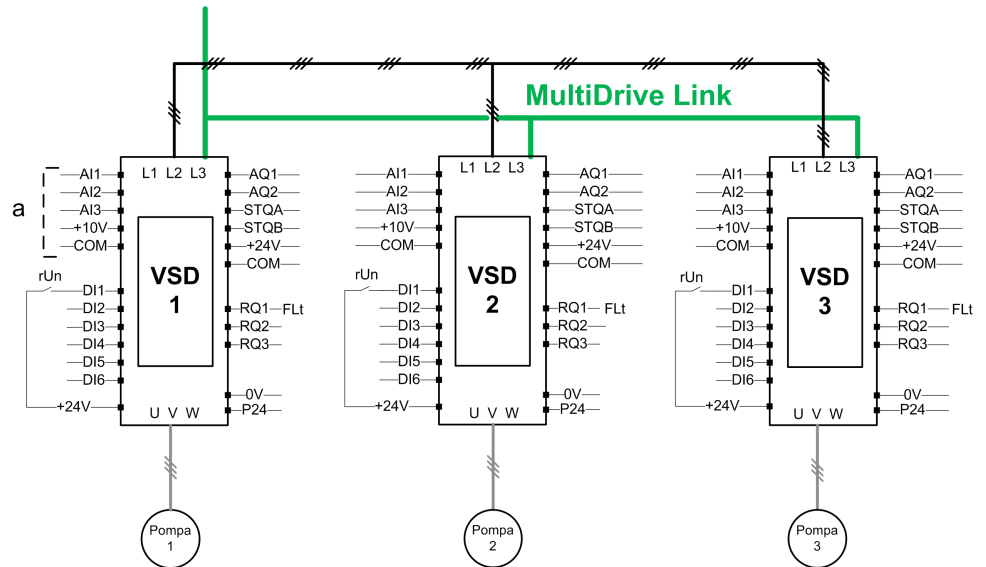 MultiDrive Link
a
AI1
AI2
AI3
+10V
COM
rUn
DI1
DI2
DI3
DI4
DI5
DI6
+24V
L1 L2 L3
VSD
1
U V W
AQ1
AQ2
STQA
STQB
+24V
COM
RQ1 FLt
RQ2
RQ3
0V
P24
Pompa
1
AI1
AI2
AI3
+10V
COM
rUn
DI1
DI2
DI3
DI4
DI5
DI6
+24V
L1 L2 L3
VSD
2
U V W
AQ1
AQ2
STQA
STQB
+24V
COM
RQ1 FLt
RQ2
RQ3
0V
P24
Pompa
2
AI1
AI2
AI3
+10V
COM
rUn
DI1
DI2
DI3
DI4
DI5
DI6
+24V
L1 L2 L3
VSD
3
U V W
AQ1
AQ2
STQA
STQB
+24V
COM
RQ1 FLt
RQ2
RQ3
0V
P24
Pompa
3